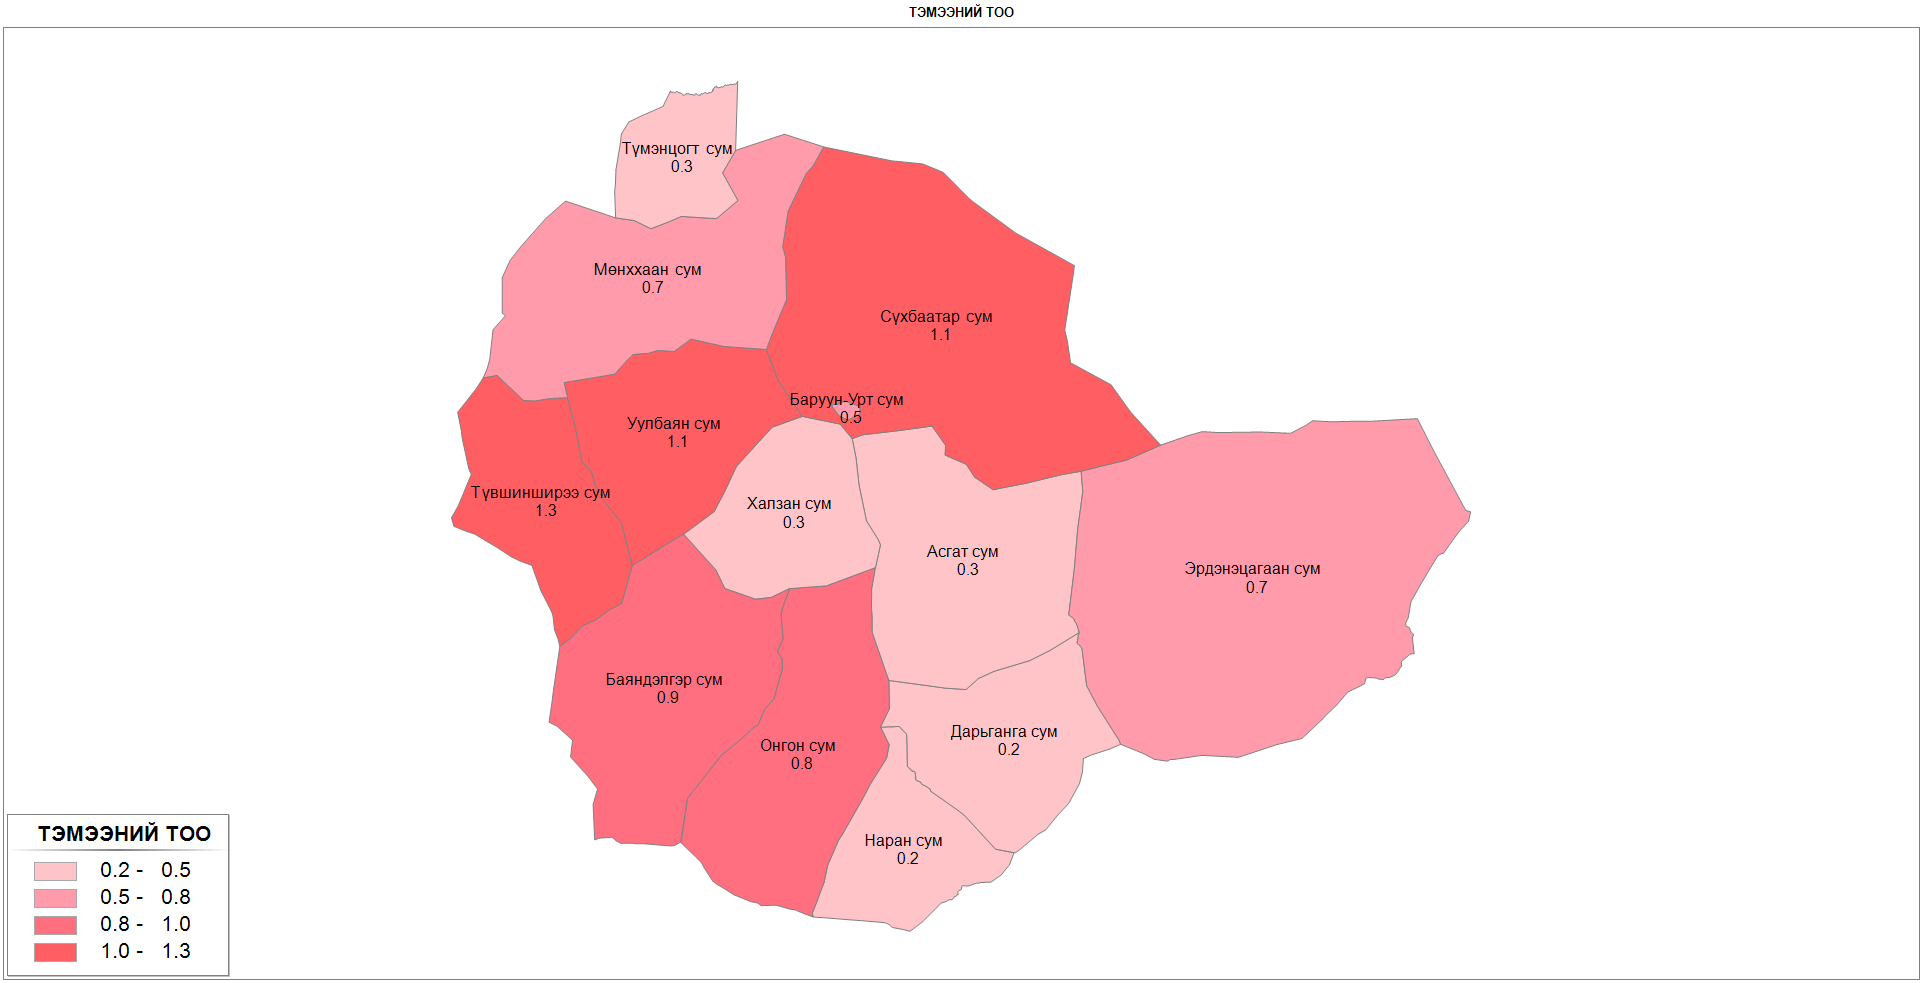 ТЭМЭЭНИЙ ТОО
Түмэнцогт сум
0.3
Мөнххаан сум
0.7
Сүхбаатар сум
1.1
Баруун-Урт сум
0.5
Уулбаян сум
1.1
Түвшинширээ сум
1.3
Халзан сум
0.3
Асгат сум
0.3
Эрдэнэцагаан сум
0.7
Баяндэлгэр сум
0.9
Онгон сум
0.8
Дарьганга сум
0.2
Наран сум
0.2
ТЭМЭЭНИЙ ТОО
0.2 - 0.5
0.5 - 0.8
0.8 - 1.0
1.0 - 1.3